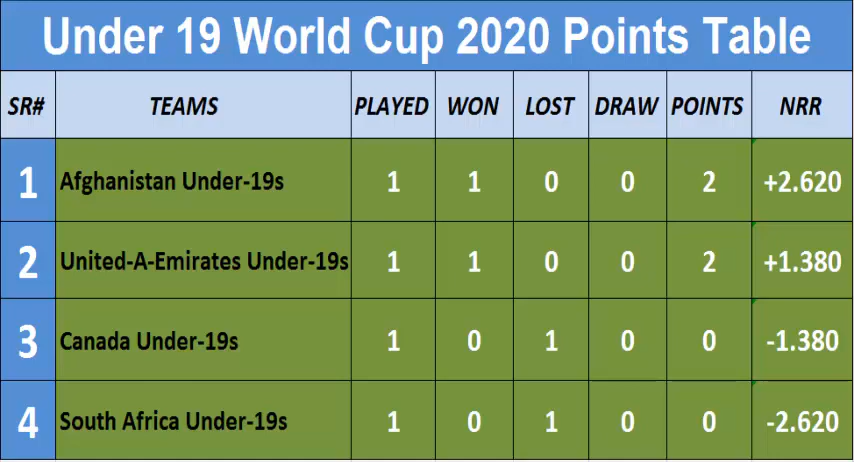 Under 19 World Cup 2020 Points Table
SR# TEAMS PLAYED WON LOST DRAW POINTS NRR
1 Afghanistan Under-19s 1 1 0 0 2 +2.620
2 United-A-Emirates Under-19s 1 1 0 0 2 +1.380
3 Canada Under-19s 1 0 1 0 0 -1.380
4 South Africa Under-19s 1 0 1 0 0 -2.620